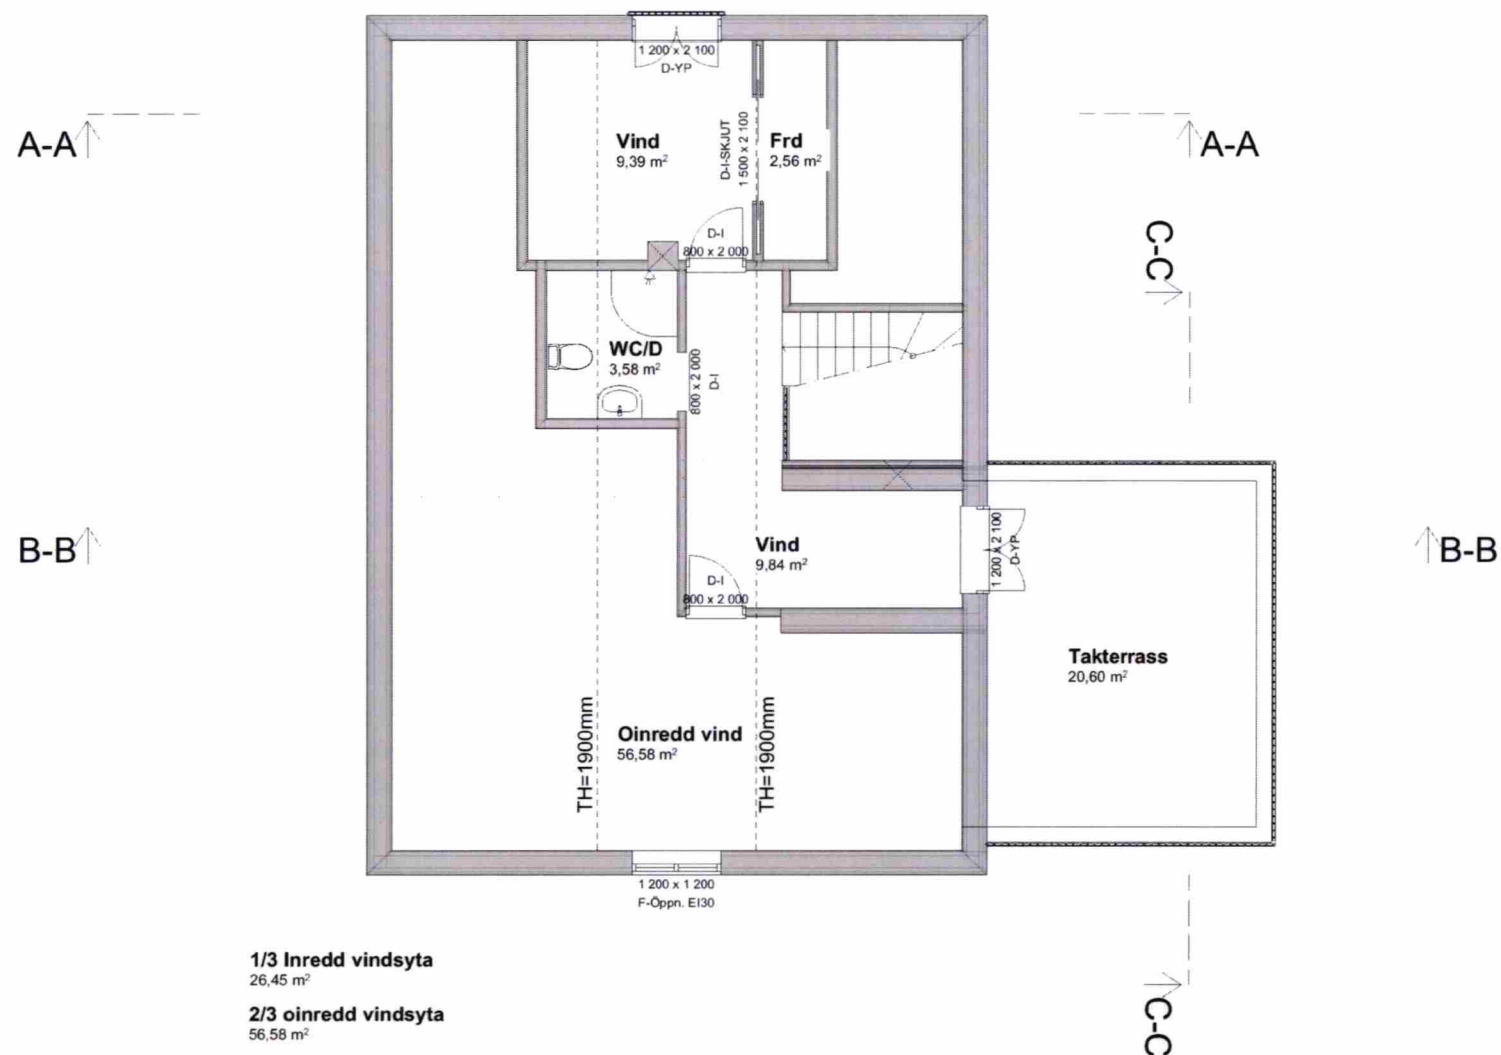 1 200 x 2 100
D-YP
A-A
Vind
9,39 m²
D-I-SKJUT
1 500 x 2 100
Frd
2,56 m²
A-A
D-I
800 x 2 000
C-C
WC/D
3,58 m²
800 x 2 000
D-I
B-B
Vind
9,84 m²
1 200 x 2 100
D-YP
B-B
D-I
800 x 2 000
Takterrass
20,60 m²
TH=1900mm
Oinredd vind
56,58 m²
TH=1900mm
1 200 x 1 200
F-Öppn. EI30
1/3 Inredd vindsyta
26,45 m²
2/3 oinredd vindsyta
56,58 m²
C-C